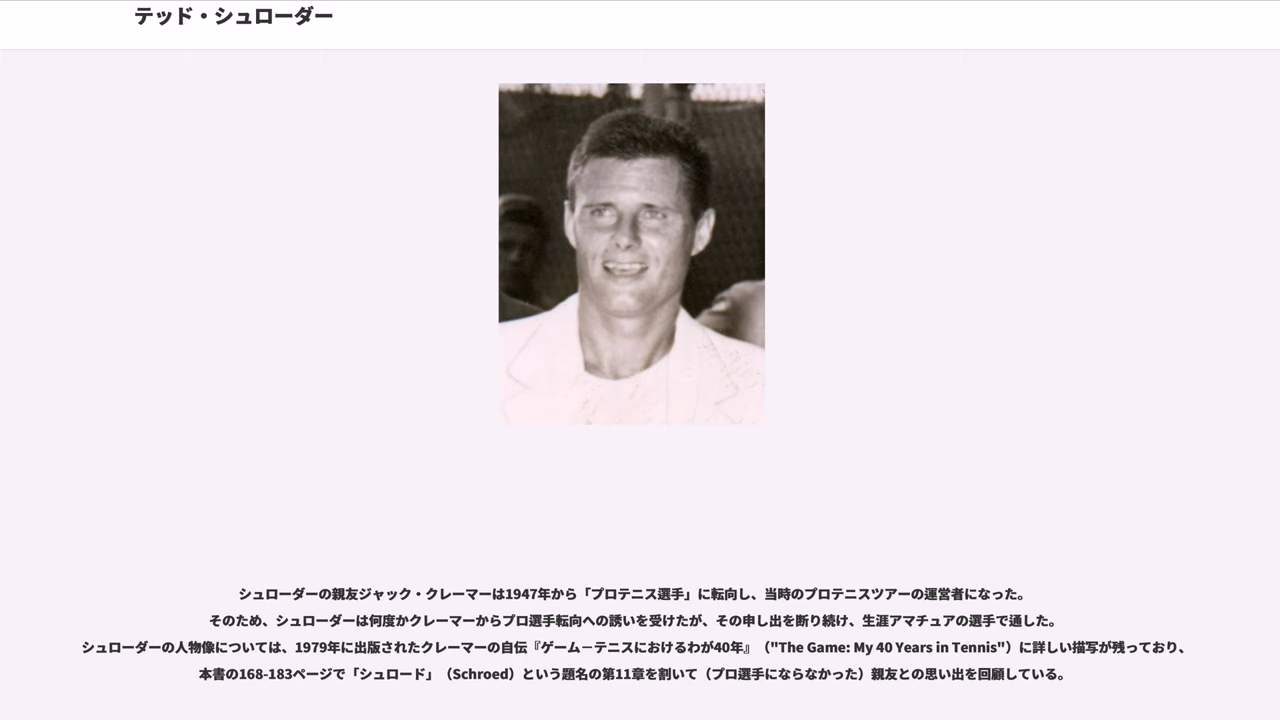 テッド・シュローダー
シュローダーの親友ジャック・クレーマーは1947年から「プロテニス選手」に転向し、当時のプロテニスツアーの運営者になった。
そのため、シュローダーは何度かクレーマーからプロ選手転向への誘いを受けたが、その申し出を断り続け、生涯アマチュアの選手で通した。
シュローダーの人物像については、1979年に出版されたクレーマーの自伝『ゲーム－テニスにおけるわが40年』（"The Game: My 40 Years in Tennis"）に詳しい描写が残っており、
本書の168-183ページで「シュロード」（Schroed）という題名の第11章を割いて（プロ選手にならなかった）親友との思い出を回顧している。